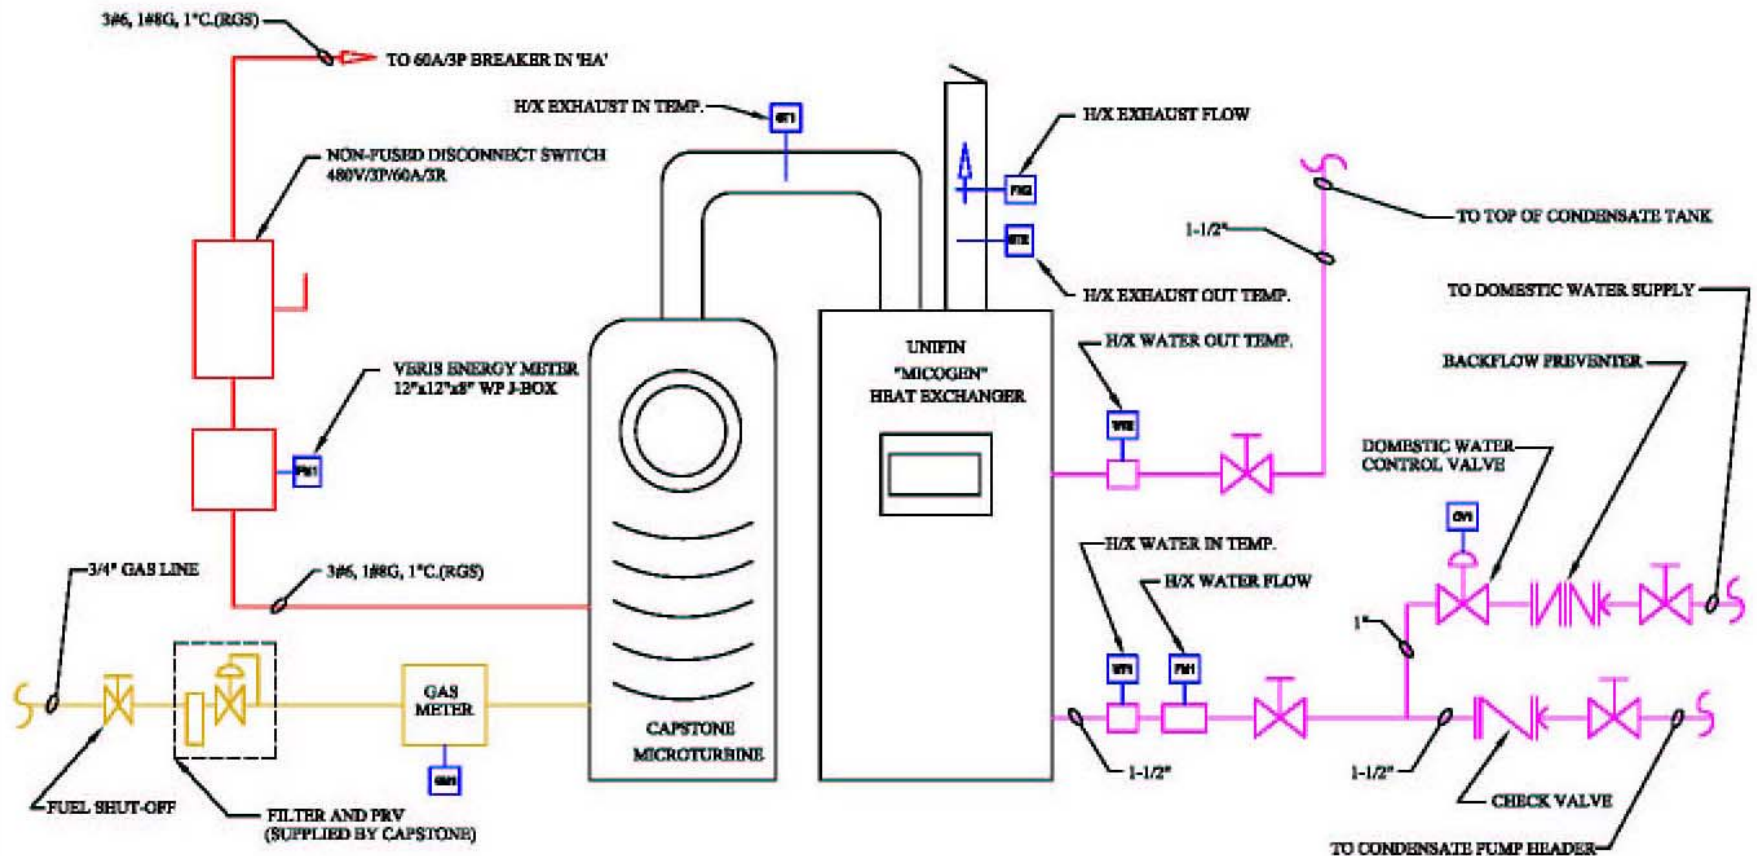 3#6, 1#8G, 1"C.(RGS)
TO 60A/3P BREAKER IN 'HA'
H/X EXHAUST IN TEMP.
H/X EXHAUST FLOW
NON-FUSED DISCONNECT SWITCH
480V/3P/60A/3R
TO TOP OF CONDENSATE TANK
1-1/2"
H/X EXHAUST OUT TEMP.
TO DOMESTIC WATER SUPPLY
UNIFIN
"MICOGEN"
HEAT EXCHANGER
H/X WATER OUT TEMP.
BACKFLOW PREVENTER
VERIS ENERGY METER
12"x12"x8" WP J-BOX
DOMESTIC WATER
CONTROL VALVE
H/X WATER IN TEMP.
H/X WATER FLOW
3/4" GAS LINE
3#6, 1#8G, 1"C.(RGS)
1"
GAS
METER
CAPSTONE
MICROTURBINE
1-1/2"
1-1/2"
FUEL SHUT-OFF
FILTER AND PRV
(SUPPLIED BY CAPSTONE)
CHECK VALVE
TO CONDENSATE PUMP HEADER